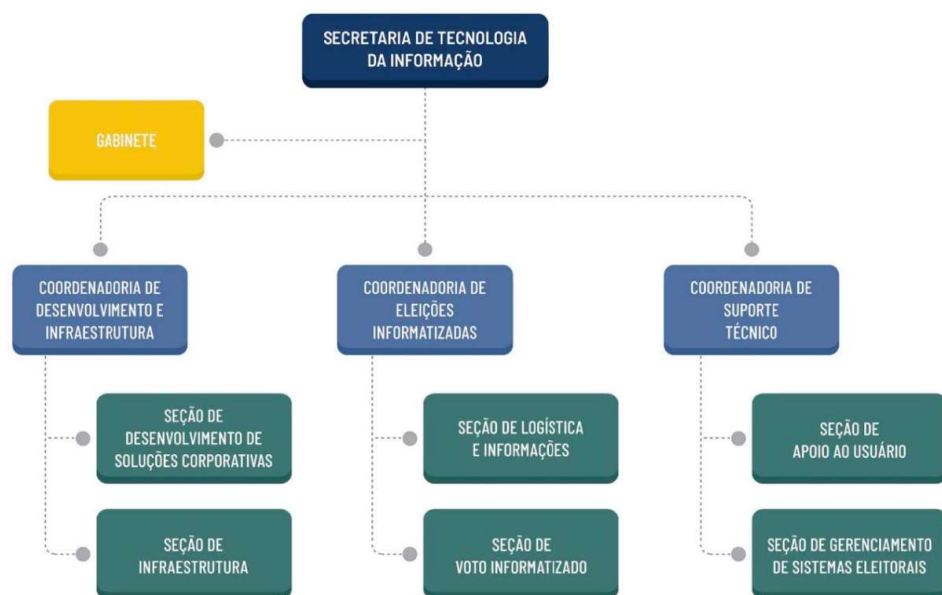 SECRETARIA DE TECNOLOGIA
DA INFORMAÇÃO
GABINETE
COORDENADORIA DE
DESENVOLVIMENTO E
INFRAESTRUTURA
COORDENADORIA DE
ELEIÇÕES
INFORMATIZADAS
COORDENADORIA DE
SUPORTE
TÉCNICO
SEÇÃO DE
DESENVOLVIMENTO DE
SOLUÇÕES CORPORATIVAS
SEÇÃO DE LOGÍSTICA
E INFORMAÇÕES
SEÇÃO DE
APOIO AO USUÁRIO
SEÇÃO DE
INFRAESTRUTURA
SEÇÃO DE
VOTO INFORMATIZADO
SEÇÃO DE GERENCIAMENTO
DE SISTEMAS ELEITORAIS